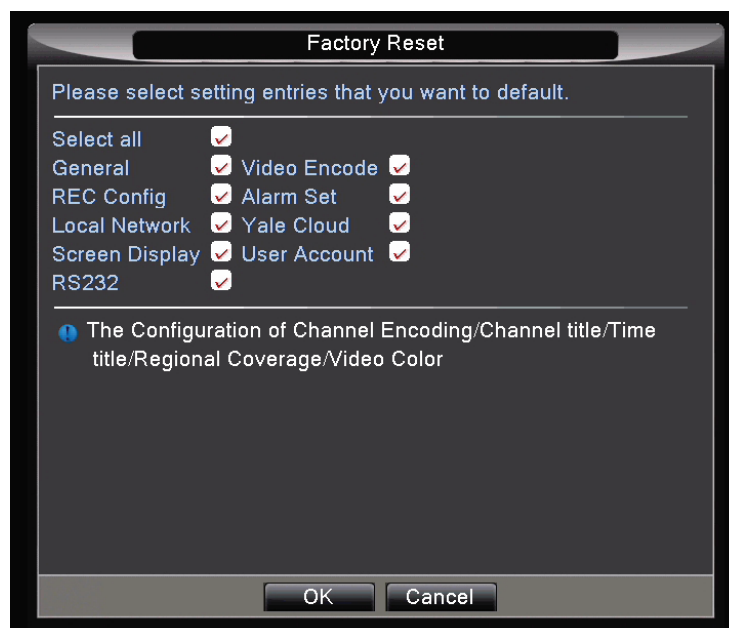 Factory Reset
Please select setting entries that you want to default.
Select all
General Video Encode
REC Config Alarm Set
Local Network Yale Cloud
Screen Display User Account
RS232
The Configuration of Channel Encoding/Channel title/Time
title/Regional Coverage/Video Color
OK Cancel